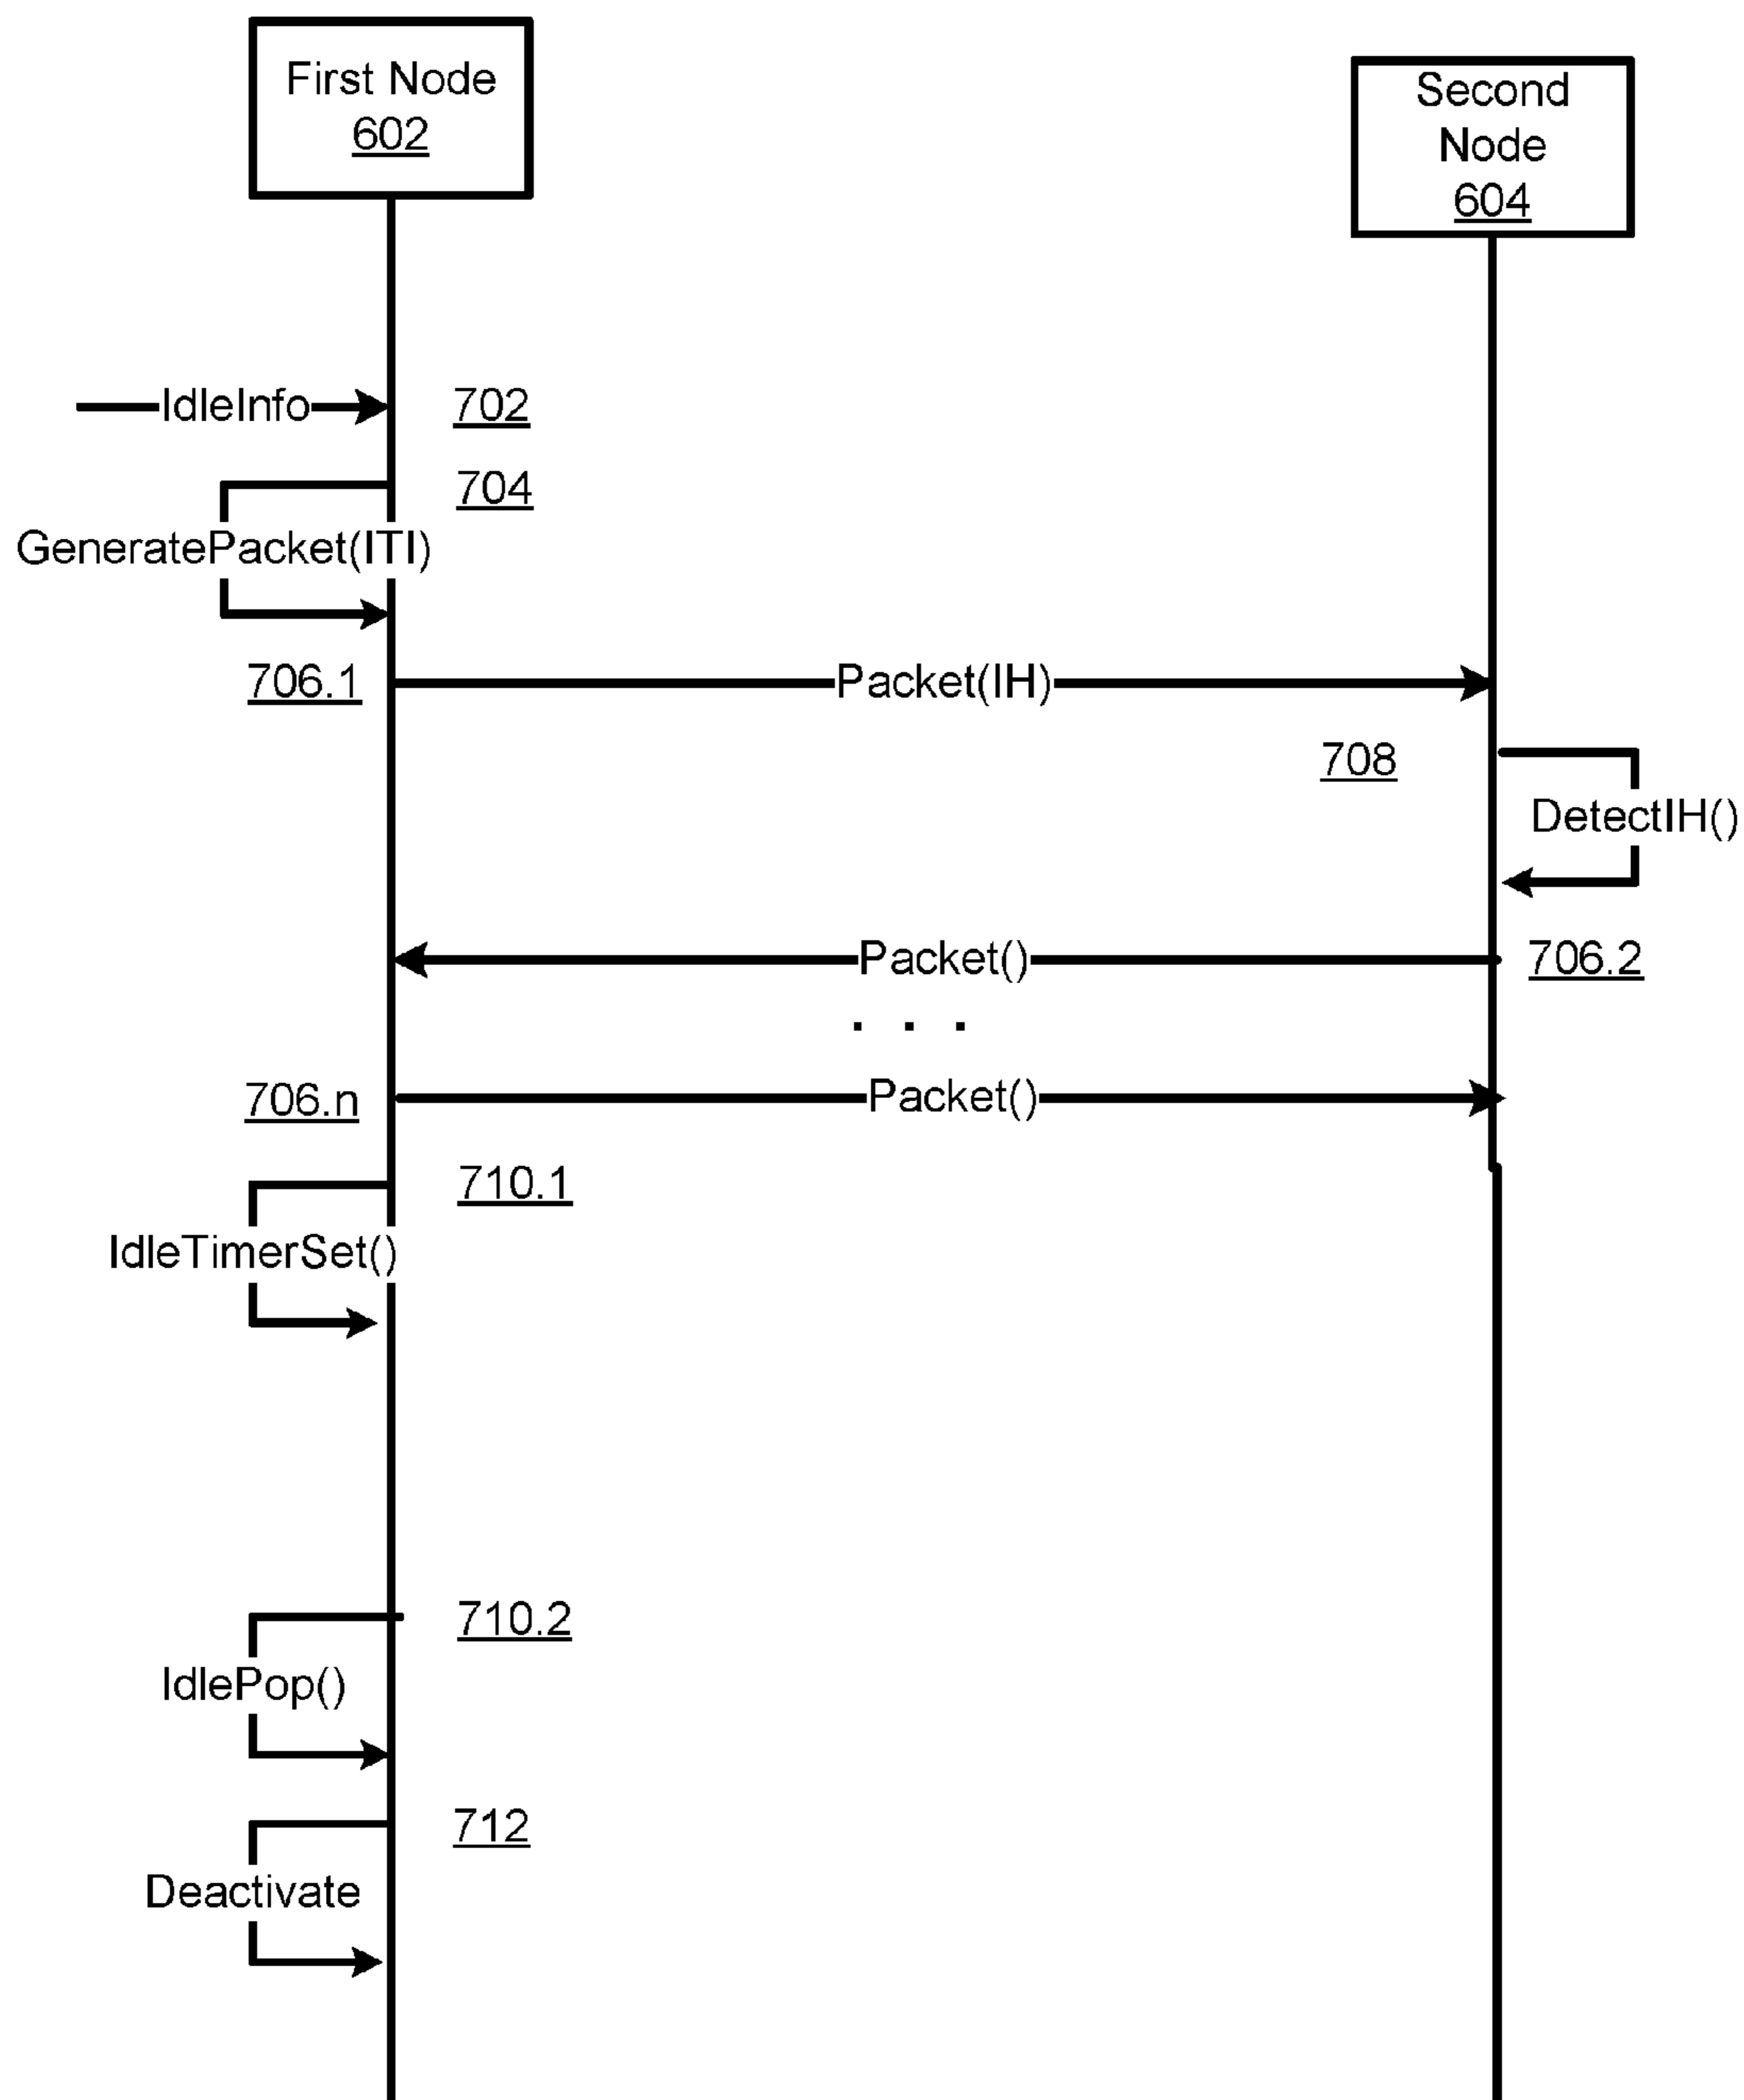 First Node
602
Second
Node
604
IdleInfo
702
704
GeneratePacket(ITI)
706.1
Packet(IH)
708
DetectIH()
Packet()
706.2
. . .
706.n
Packet()
710.1
IdleTimerSet()
710.2
IdlePop()
712
Deactivate